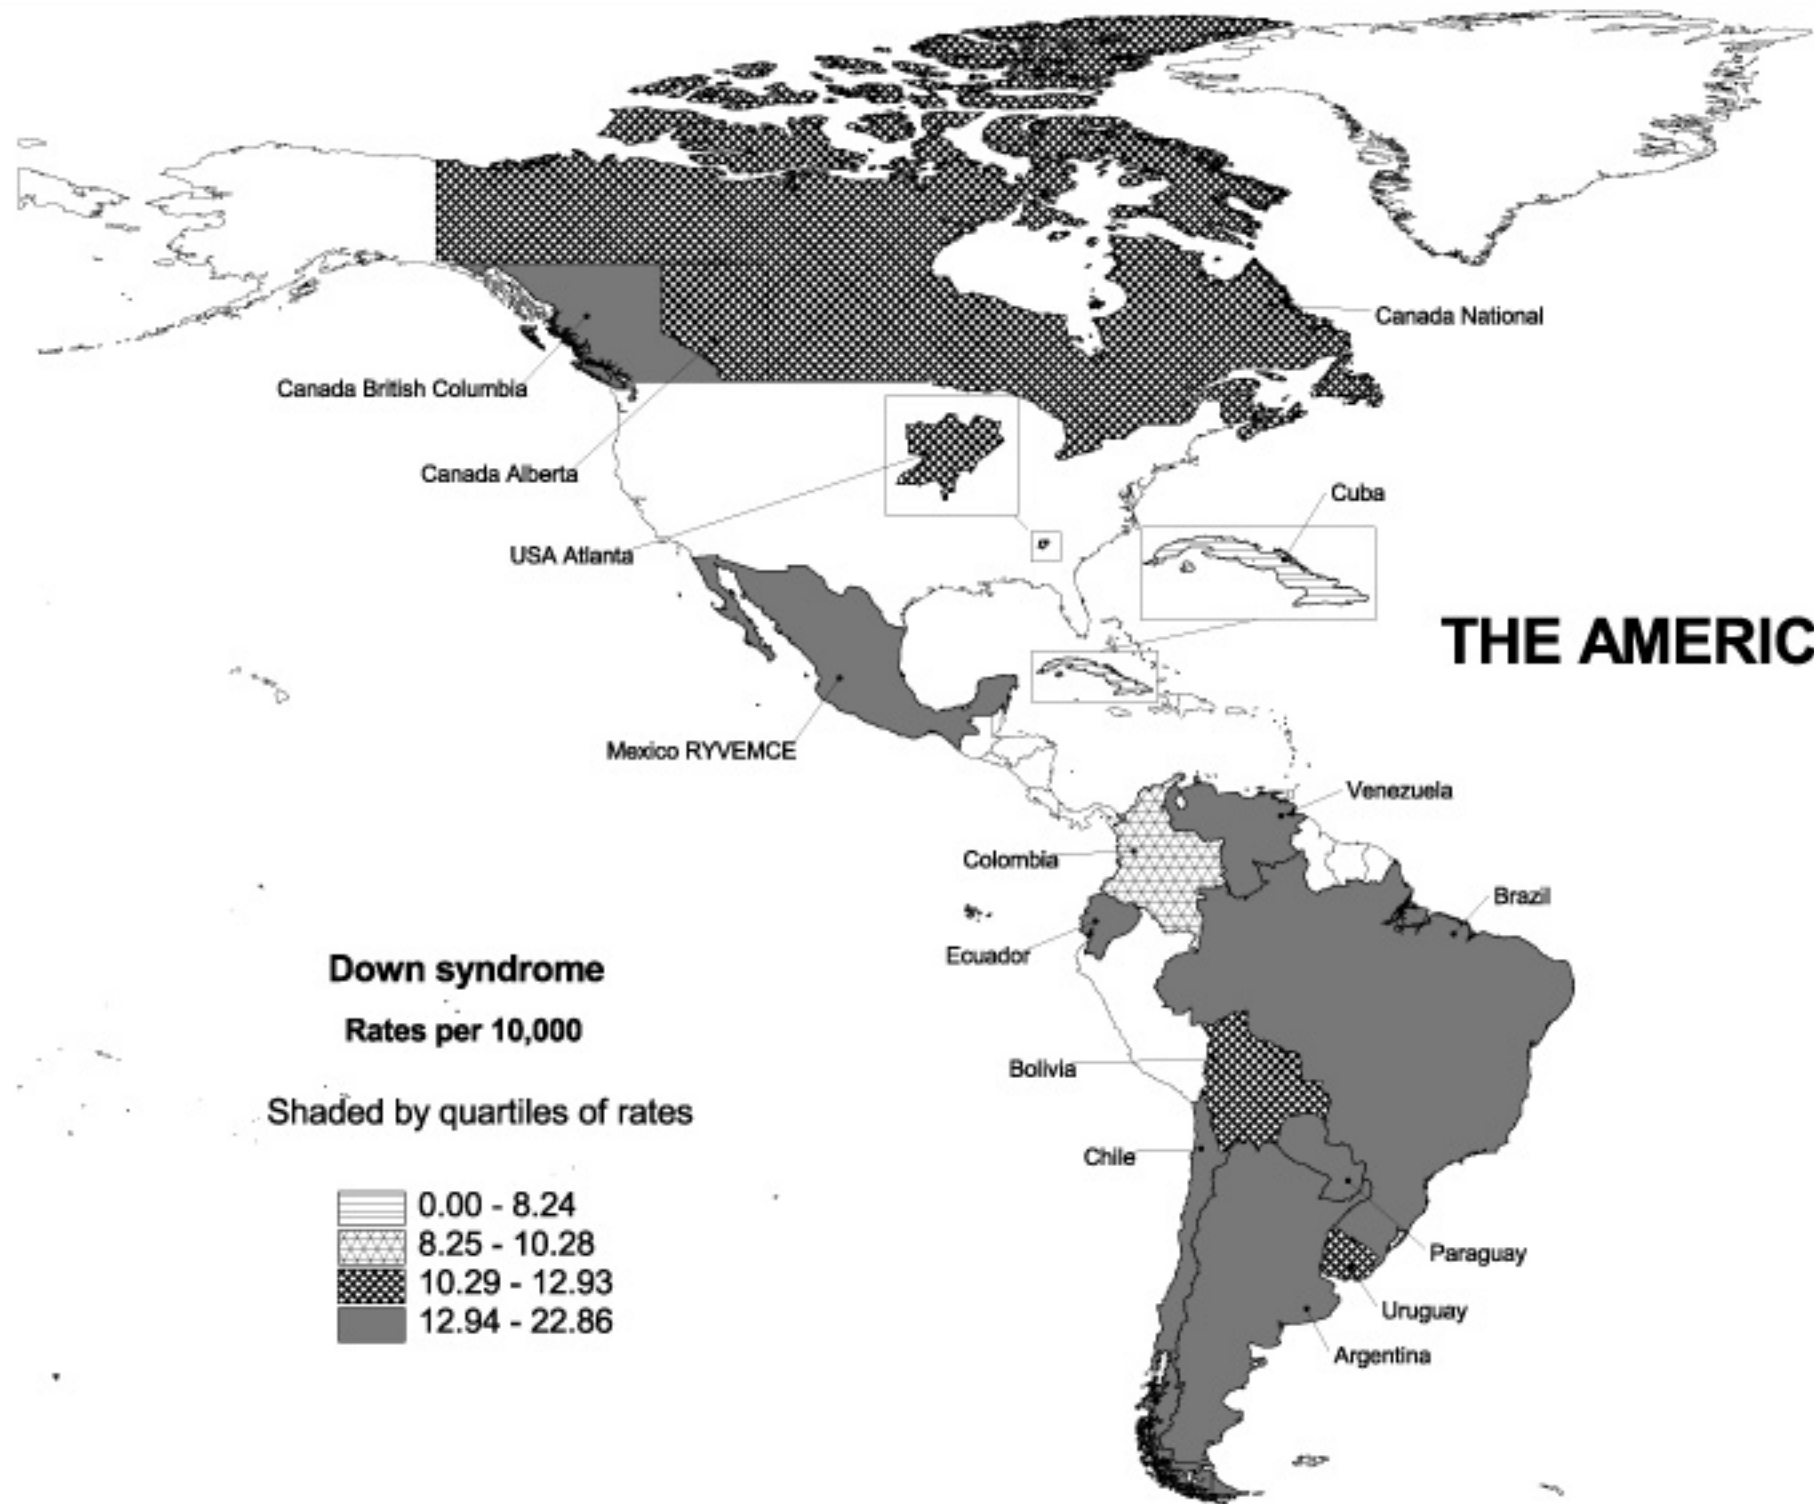 Canada National
Canada British Columbia
Canada Alberta
Cuba
USA Atlanta
THE AMERIC
Mexico RYVEMCE
Venezuela
Colombia
Brazil
Ecuador
Down syndrome
Rates per 10,000
Bolivia
Shaded by quartiles of rates
Chile
0.00 - 8.24
8.25 - 10.28
Paraguay
10.29 - 12.93
Uruguay
12.94 - 22.86
Argentina